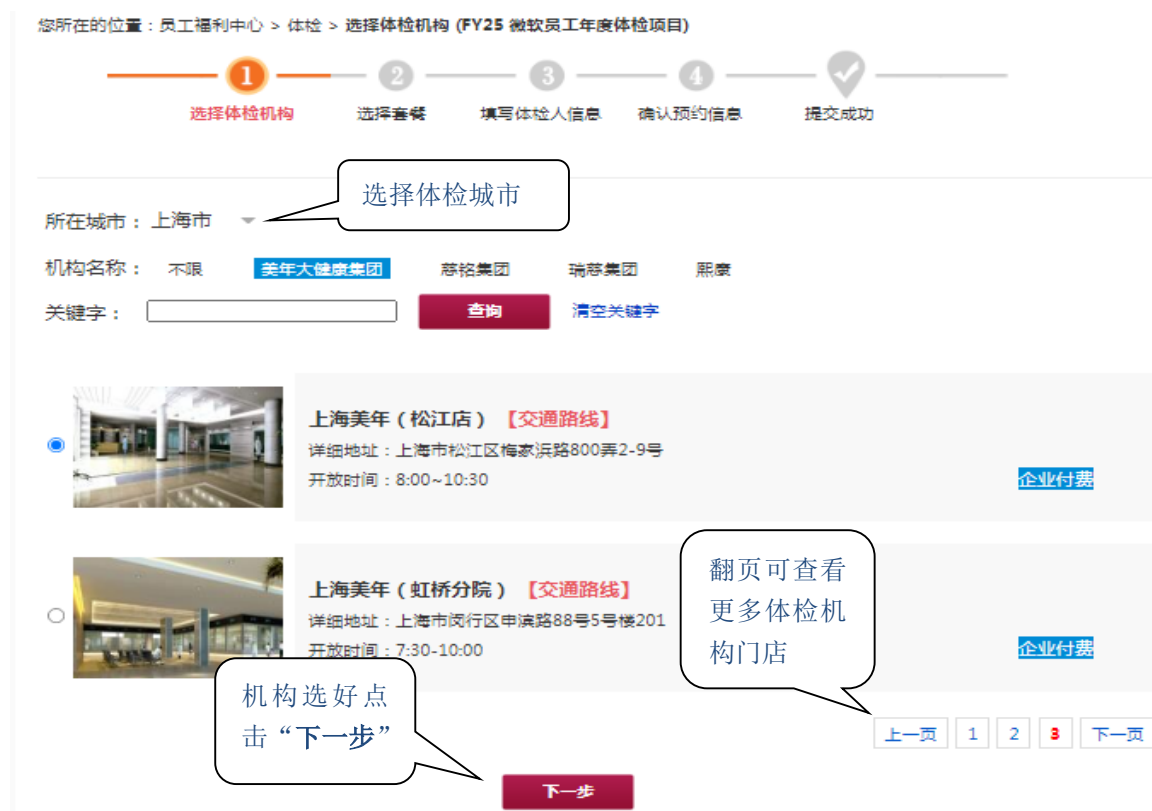 您所在的位置：员工福利中心 > 体检 > 选择体检机构 (FY25 微软员工年度体检项目)
1 2 3 4
选择体检机构 选择套餐 填写体检人信息 确认预约信息 提交成功
选择体检城市
所在城市：上海市
机构名称： 不限 美年大健康集团 慈铭集团 瑞慈集团 熙康
关键字： 查询 清空关键字
上海美年（松江店）【交通路线】
详细地址：上海市松江区梅家浜路800弄2-9号
开放时间：8:00~10:30
企业付费
上海美年（虹桥分院）【交通路线】
详细地址：上海市闵行区申滨路88号5号楼201
开放时间：7:30-10:00
企业付费
翻页可查看
更多体检机
构门店
机构选好点
击“下一步”
上一页 1 2 3 下一页
下一步